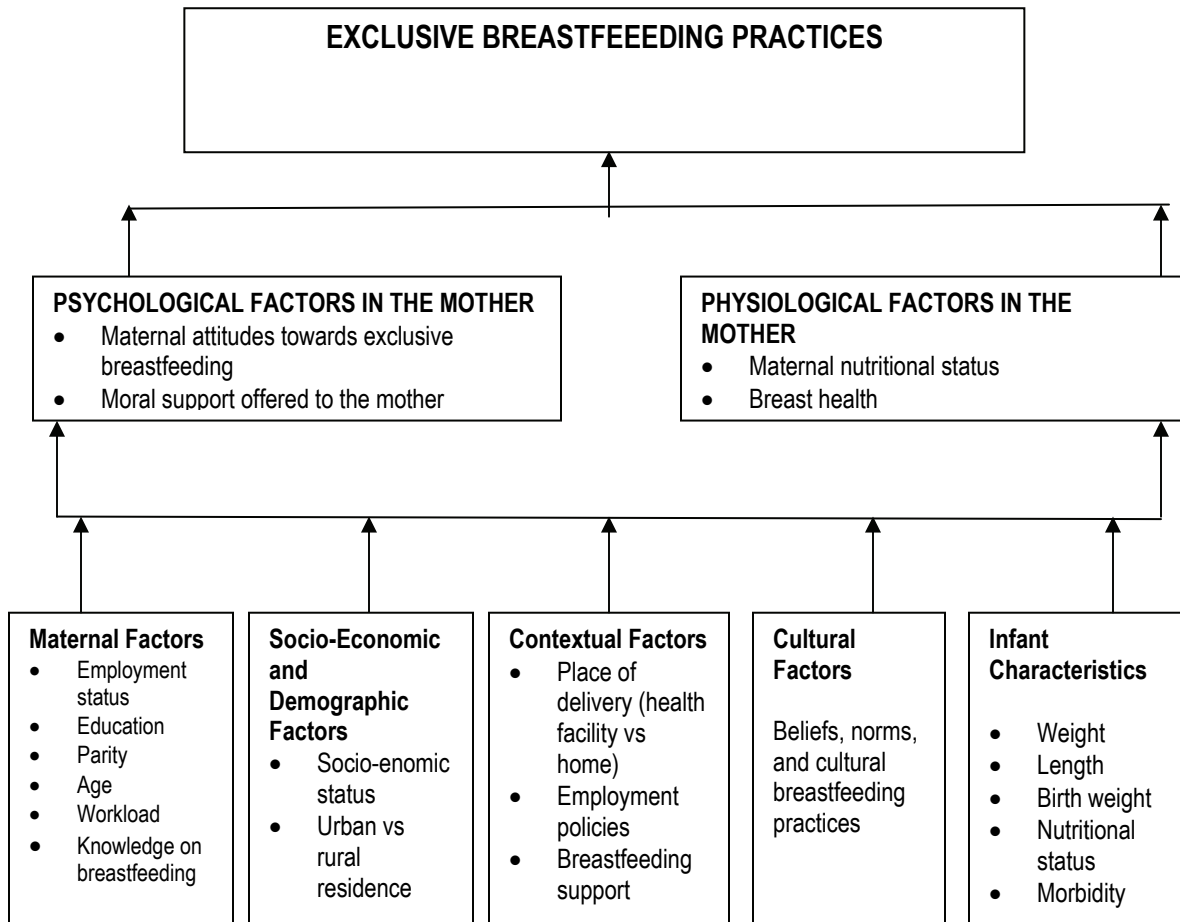 EXCLUSIVE BREASTFEEEDING PRACTICES
PSYCHOLOGICAL FACTORS IN THE MOTHER
• Maternal attitudes towards exclusive
breastfeeding
• Moral support offered to the mother
PHYSIOLOGICAL FACTORS IN THE
MOTHER
• Maternal nutritional status
• Breast health
Maternal Factors
• Employment
status
• Education
• Parity
• Age
• Workload
• Knowledge on
breastfeeding
Socio-Economic
and
Demographic
Factors
• Socio-enomic
status
• Urban vs
rural
residence
Contextual Factors
• Place of
delivery (health
facility vs
home)
• Employment
policies
• Breastfeeding
support
Cultural
Factors
Beliefs, norms,
and cultural
breastfeeding
practices
Infant
Characteristics
• Weight
• Length
• Birth weight
• Nutritional
status
• Morbidity